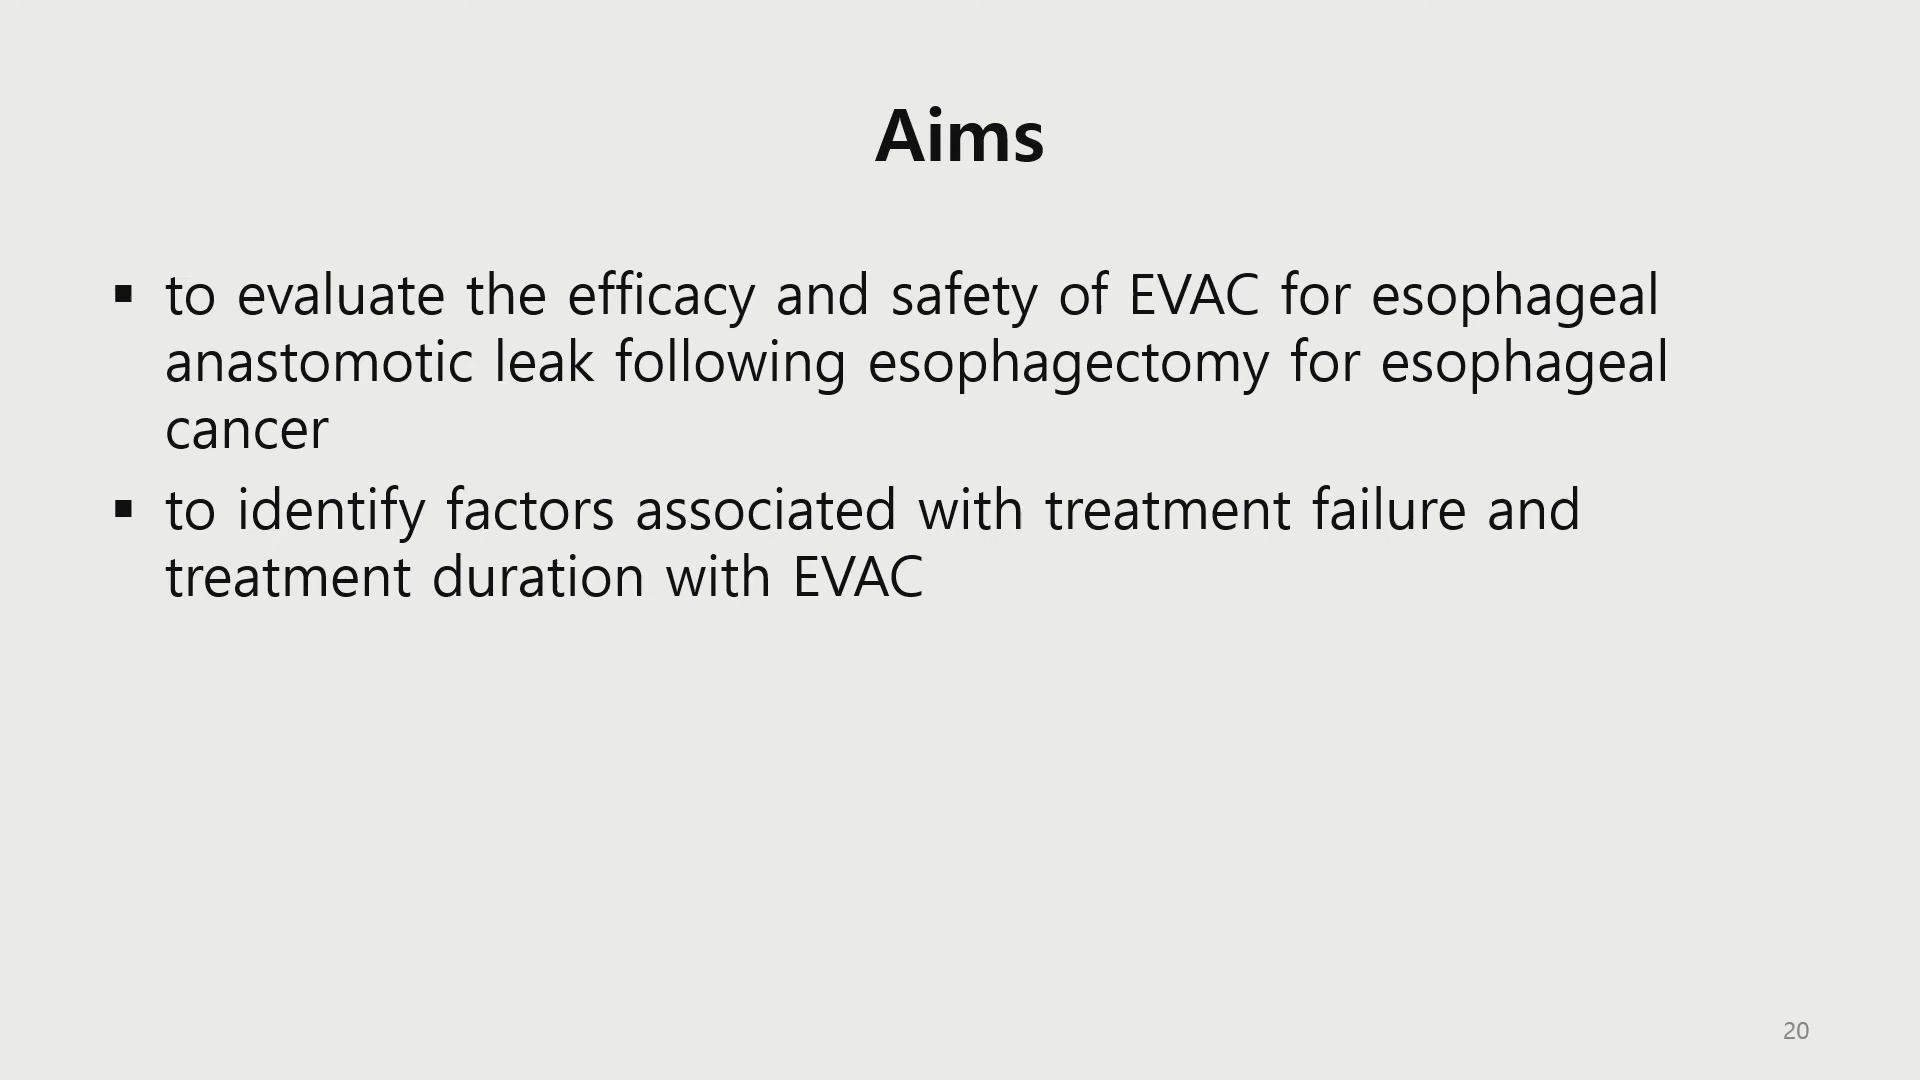 Aims
▪ to evaluate the efficacy and safety of EVAC for esophageal
anastomotic leak following esophagectomy for esophageal
cancer
▪ to identify factors associated with treatment failure and
treatment duration with EVAC
20